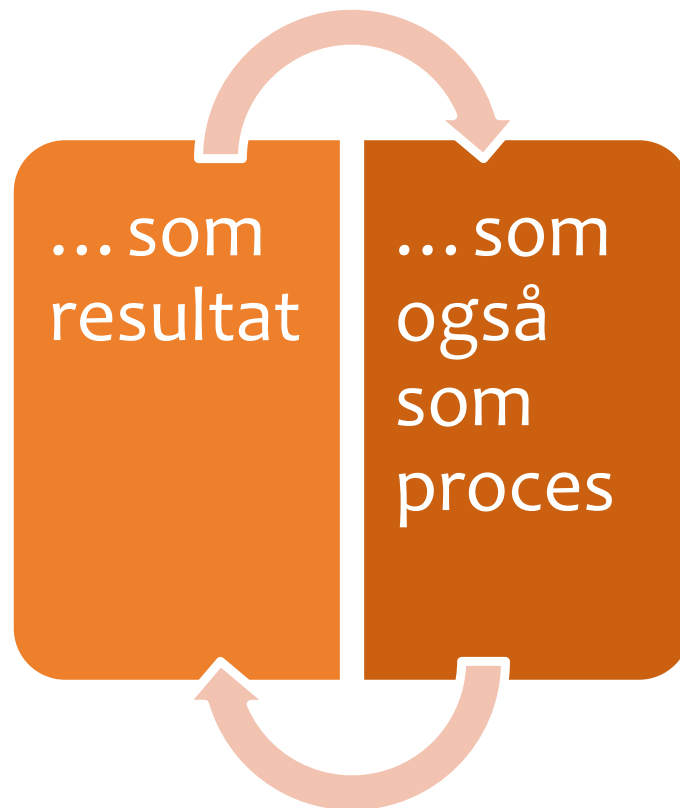 … som
resultat
… som
også
som
proces